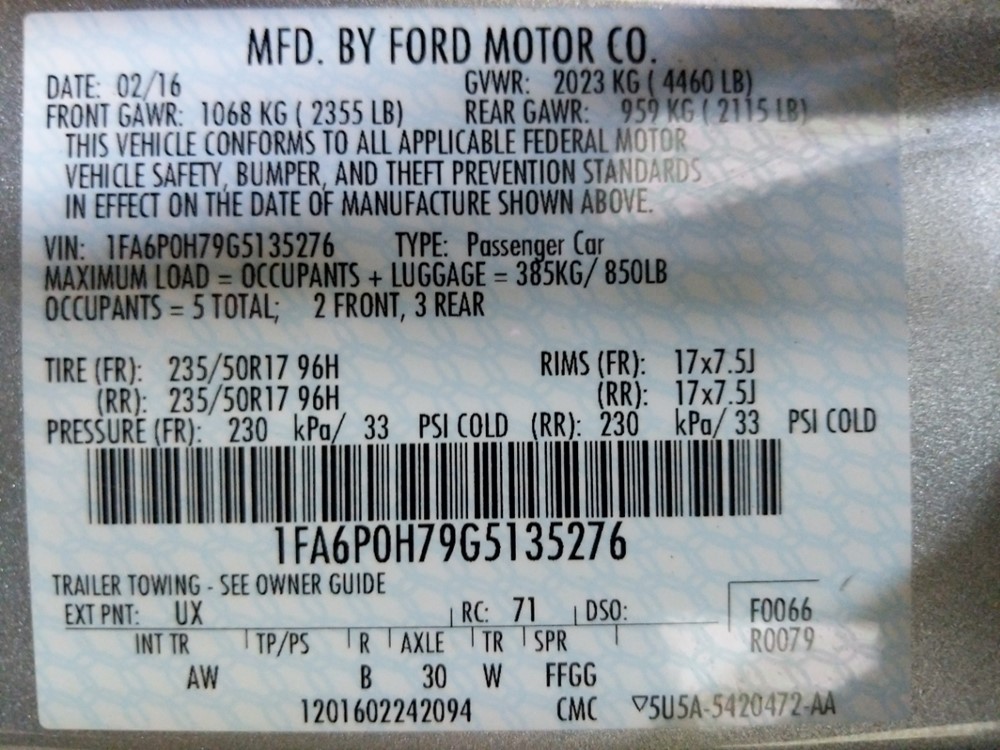 MFD. BY FORD MOTOR CO.
DATE: 02/16 GVWR: 2023 KG ( 4460 LB)
FRONT GAWR: 1068 KG ( 2355 LB) REAR GAWR: 959 KG ( 2115 LB)
THIS VEHICLE CONFORMS TO ALL APPLICABLE FEDERAL MOTOR
VEHICLE SAFETY, BUMPER, AND THEFT PREVENTION STANDARDS
IN EFFECT ON THE DATE OF MANUFACTURE SHOWN ABOVE.
VIN: 1FA6P0H79G5135276 TYPE: Passenger Car
MAXIMUM LOAD = OCCUPANTS + LUGGAGE = 385KG/ 850LB
OCCUPANTS = 5 TOTAL; 2 FRONT, 3 REAR
TIRE (FR): 235/50R17 96H RIMS (FR): 17x7.5J
(RR): 235/50R17 96H (RR): 17x7.5J
PRESSURE (FR): 230 kPa/ 33 PSI COLD (RR): 230 kPa/ 33 PSI COLD
1FA6P0H79G5135276
TRAILER TOWING - SEE OWNER GUIDE
EXT PNT: UX RC: 71 DSO: F0066
INT TR TP/PS R AXLE TR SPR R0079
AW B 30 W FFGG
1201602242094 CMC ▽5U5A-5420472-AA